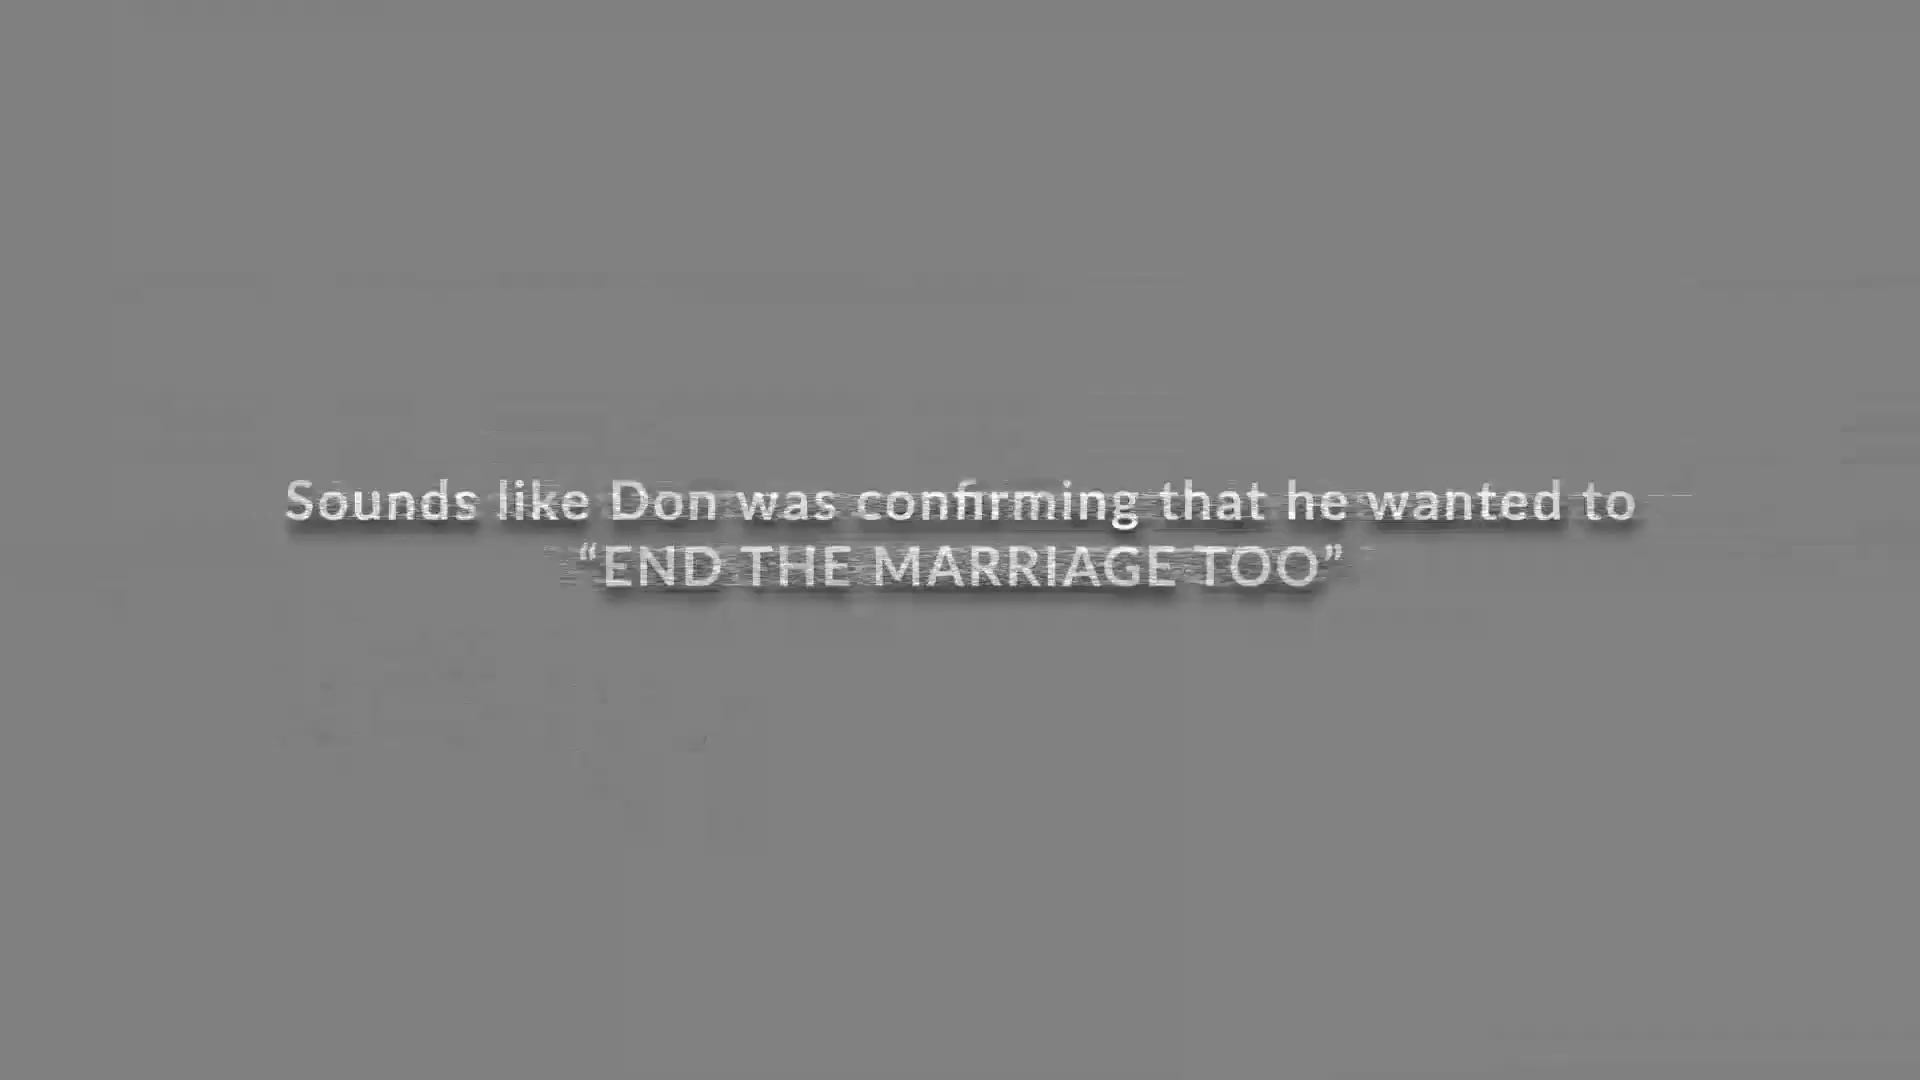 Sounds like Don was confirming that he wanted to
“END THE MARRIAGE TOO”